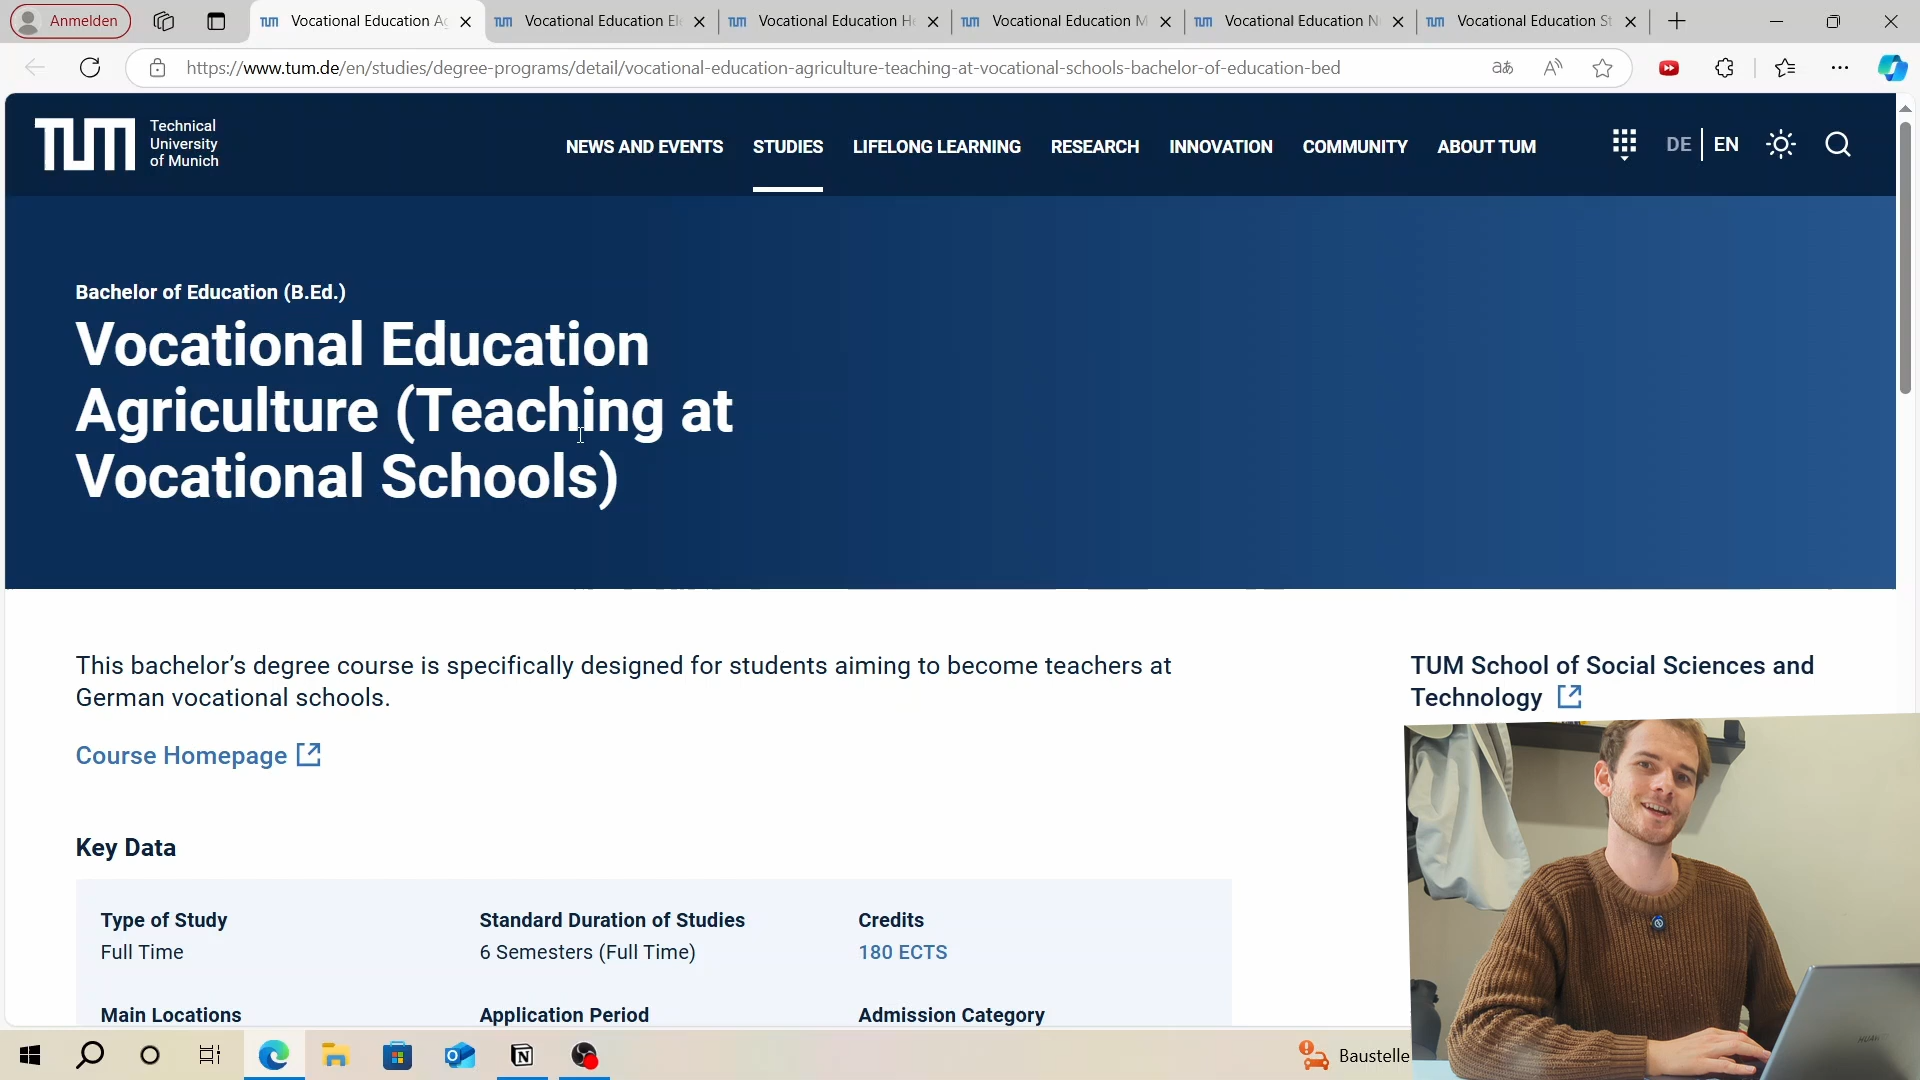 Anmelden
Vocational Education Ag
Vocational Education Ele
Vocational Education He
Vocational Education M
Vocational Education N
Vocational Education St
https://www.tum.de/en/studies/degree-programs/detail/vocational-education-agriculture-teaching-at-vocational-schools-bachelor-of-education-bed
TUM
Technical
University
of Munich
NEWS AND EVENTS
STUDIES
LIFELONG LEARNING
RESEARCH
INNOVATION
COMMUNITY
ABOUT TUM
DE
EN
Bachelor of Education (B.Ed.)
Vocational Education
Agriculture (Teaching at
Vocational Schools)
This bachelor's degree course is specifically designed for students aiming to become teachers at
German vocational schools.
Course Homepage
TUM School of Social Sciences and
Technology
Key Data
Type of Study
Full Time
Standard Duration of Studies
6 Semesters (Full Time)
Credits
180 ECTS
Main Locations
Application Period
Admission Category
Baustelle